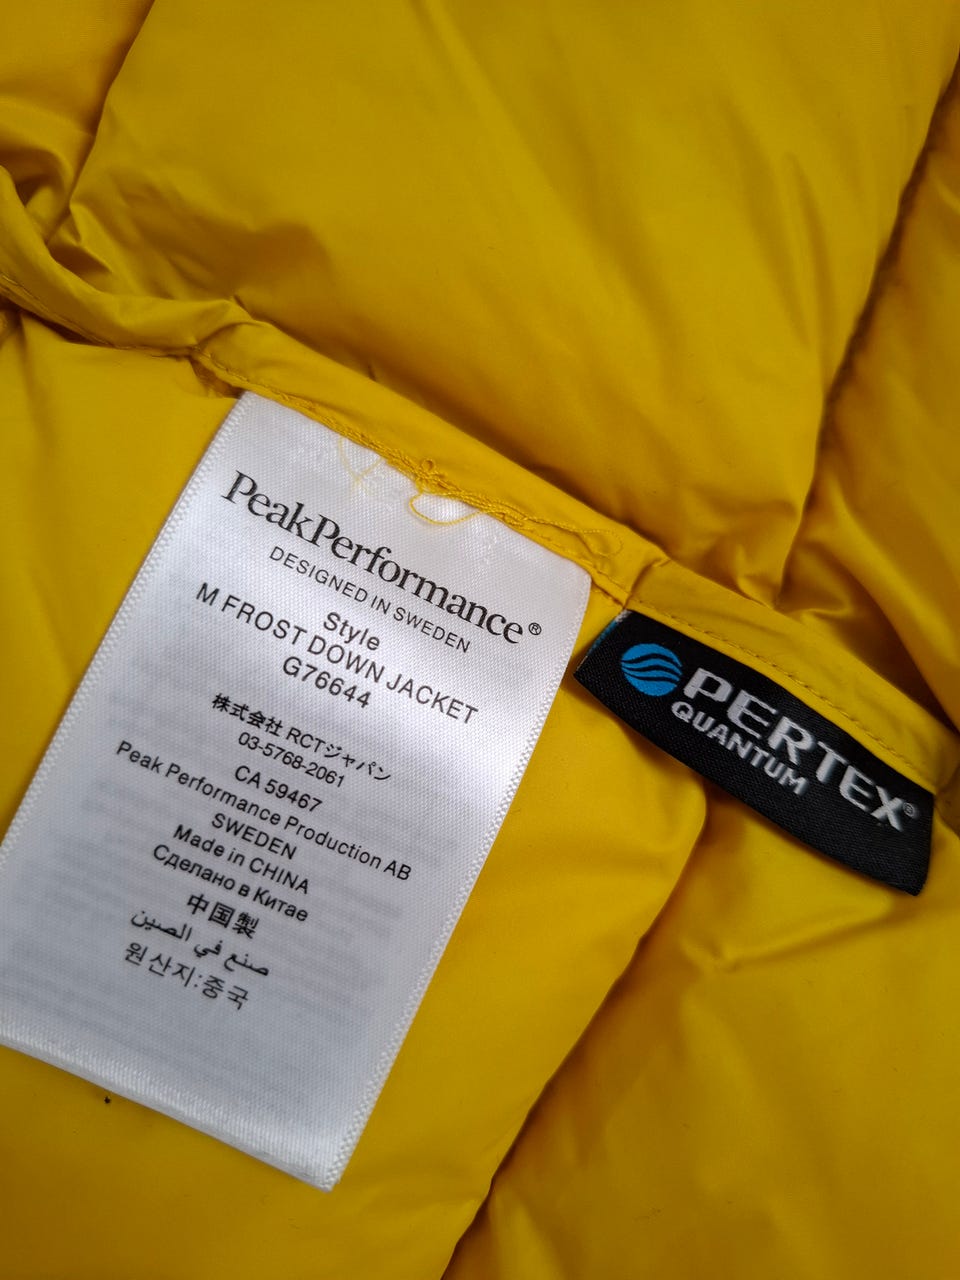 PeakPerformance®
DESIGNED IN SWEDEN
Style
M FROST DOWN JACKET
G76644
株式会社 RCTジャパン
03-5768-2061
CA 59467
Peak Performance Production AB
SWEDEN
Made in CHINA
Сделано в Китае
中国製
صنع في الصين
원산지:중국
PERTEX®
QUANTUM